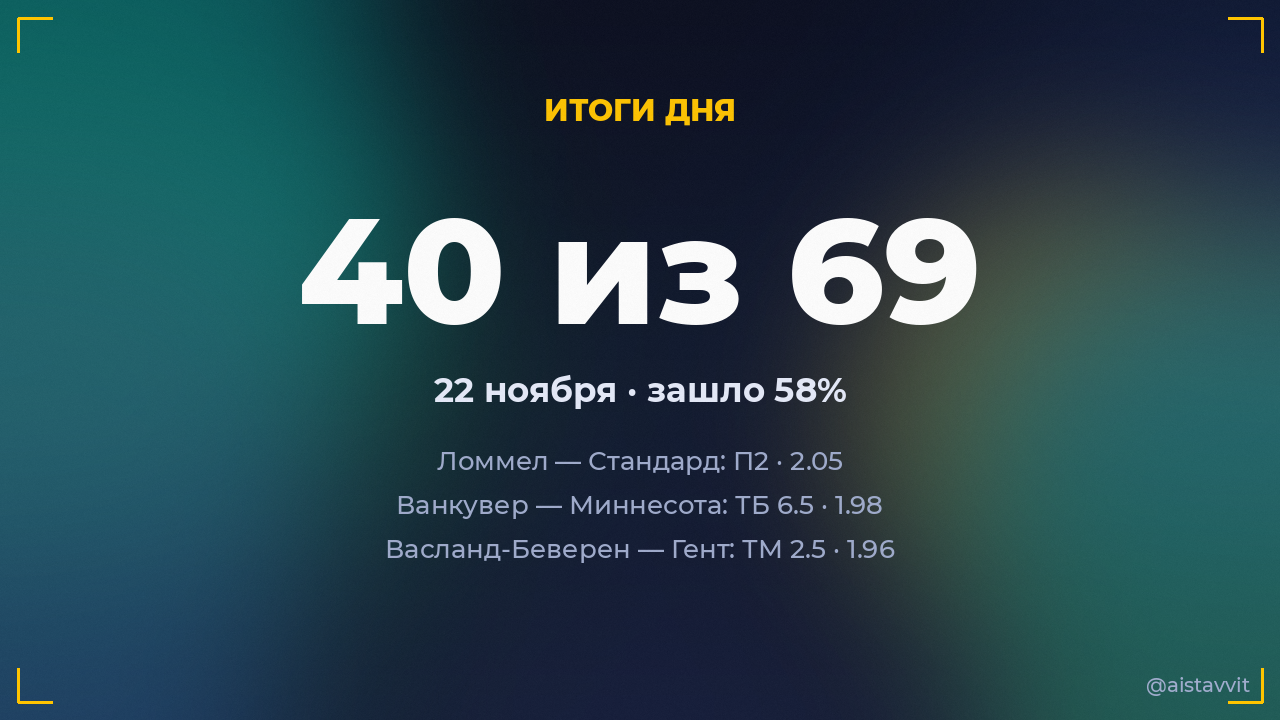 ИТОГИ ДНЯ
40 из 69
22 ноября · зашло 58%
Ломмел — Стандард: П2 · 2.05
Ванкувер — Миннесота: ТБ 6.5 · 1.98
Васланд-Беверен — Гент: ТМ 2.5 · 1.96
@aistavvit